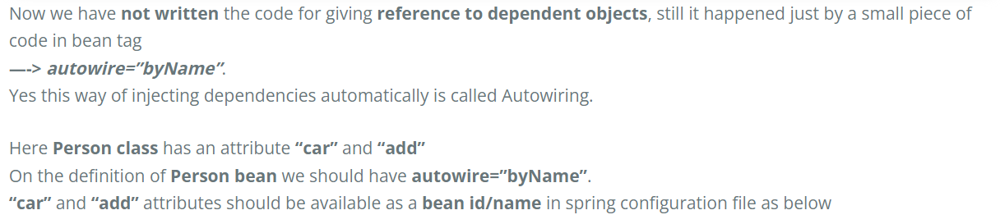 Now we have not written the code for giving reference to dependent objects, still it happened just by a small piece of
code in bean tag
—-> autowire=”byName”.
Yes this way of injecting dependencies automatically is called Autowiring.
Here Person class has an attribute “car” and “add”
On the definition of Person bean we should have autowire=”byName”.
“car” and “add” attributes should be available as a bean id/name in spring configuration file as below